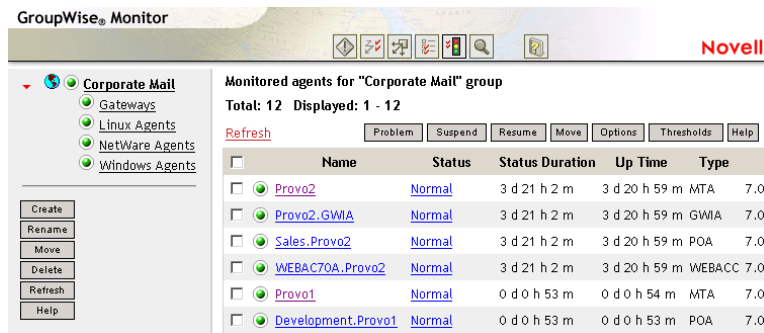 GroupWise® Monitor
Novell
Corporate Mail
Gateways
Linux Agents
NetWare Agents
Windows Agents
Create
Rename
Move
Delete
Refresh
Help
Monitored agents for "Corporate Mail" group
Total: 12 Displayed: 1 - 12
Refresh Problem Suspend Resume Move Options Thresholds Help
Name Status Status Duration Up Time Type
Provo2 Normal 3 d 21 h 2 m 3 d 20 h 59 m MTA 7.0
Provo2.GWIA Normal 3 d 21 h 2 m 3 d 20 h 59 m GWIA 7.0
Sales.Provo2 Normal 3 d 21 h 2 m 3 d 20 h 59 m POA 7.0
WEBAC70A.Provo2 Normal 3 d 21 h 2 m 3 d 20 h 59 m WEBACC 7.0
Provo1 Normal 0 d 0 h 53 m 0 d 0 h 54 m MTA 7.0
Development.Provo1 Normal 0 d 0 h 53 m 0 d 0 h 53 m POA 7.0